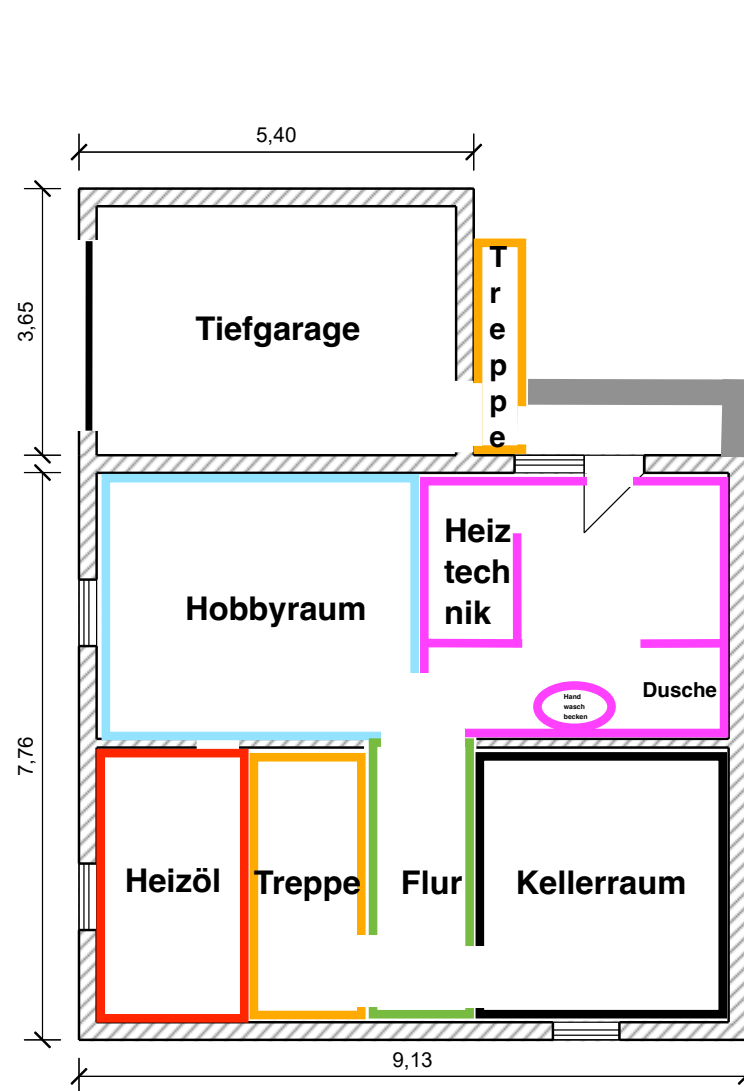 5,40
3,65
Tiefgarage
T
r
e
p
p
e
Heiz
tech
nik
Hobbyraum
Hand
wasch
becken
Dusche
7,76
Heizöl
Treppe
Flur
Kellerraum
9,13